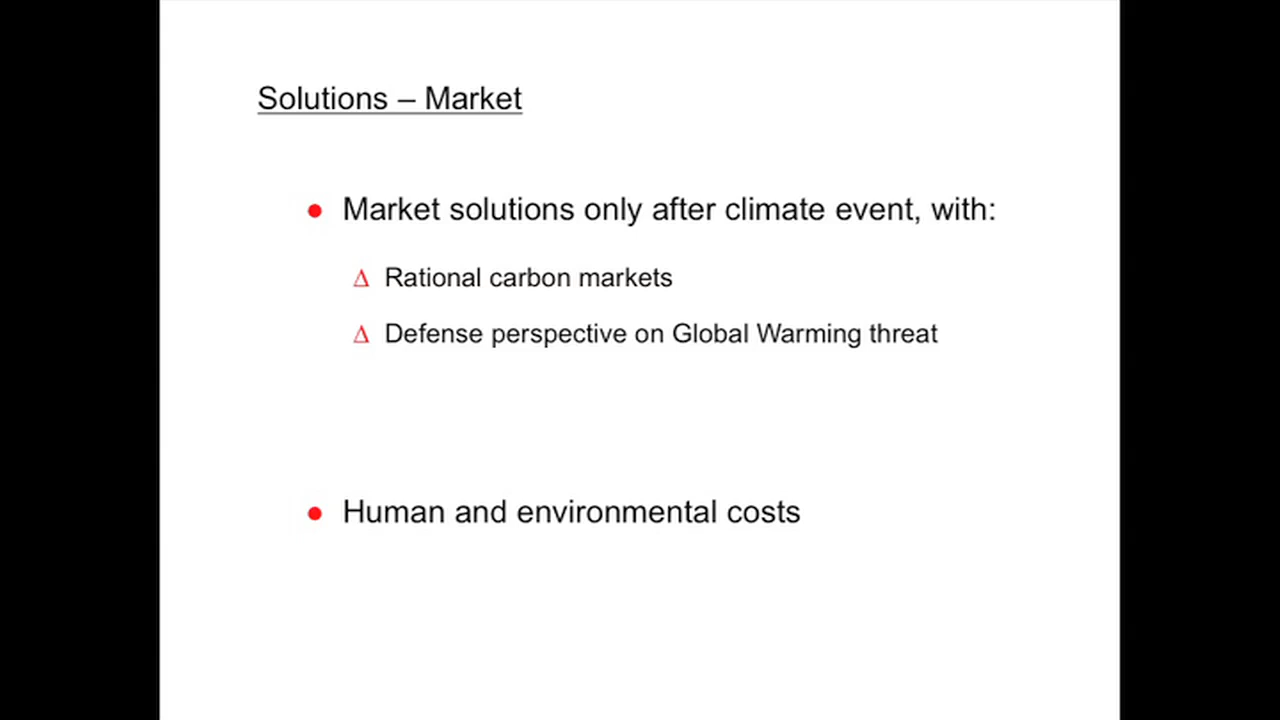 Solutions – Market
● Market solutions only after climate event, with:
Δ Rational carbon markets
Δ Defense perspective on Global Warming threat
● Human and environmental costs